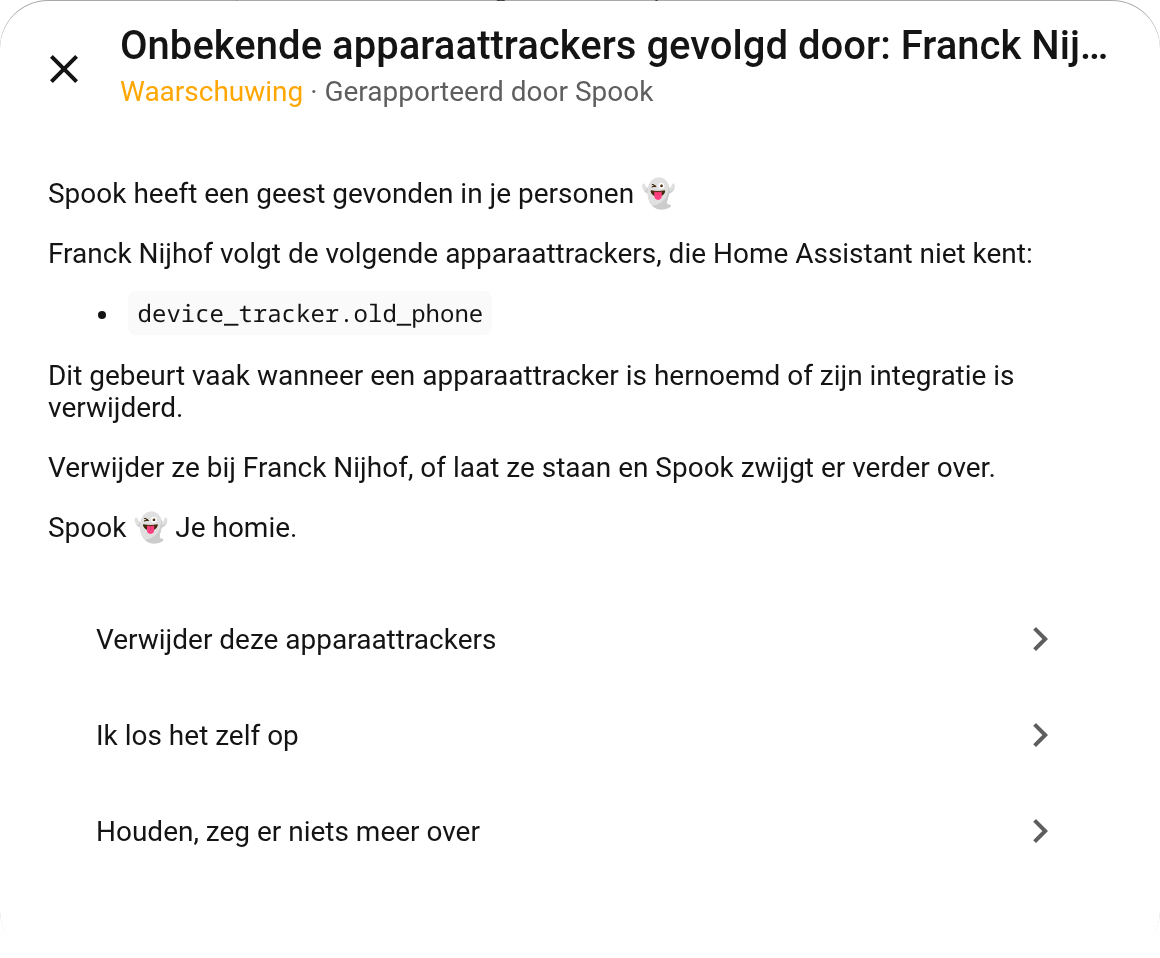 Onbekende apparaattrackers gevolgd door: Franck Nij…
Waarschuwing · Gerapporteerd door Spook
Spook heeft een geest gevonden in je personen 👻
Franck Nijhof volgt de volgende apparaattrackers, die Home Assistant niet kent:
• device_tracker.old_phone
Dit gebeurt vaak wanneer een apparaattracker is hernoemd of zijn integratie is
verwijderd.
Verwijder ze bij Franck Nijhof, of laat ze staan en Spook zwijgt er verder over.
Spook 👻 Je homie.
Verwijder deze apparaattrackers
Ik los het zelf op
Houden, zeg er niets meer over